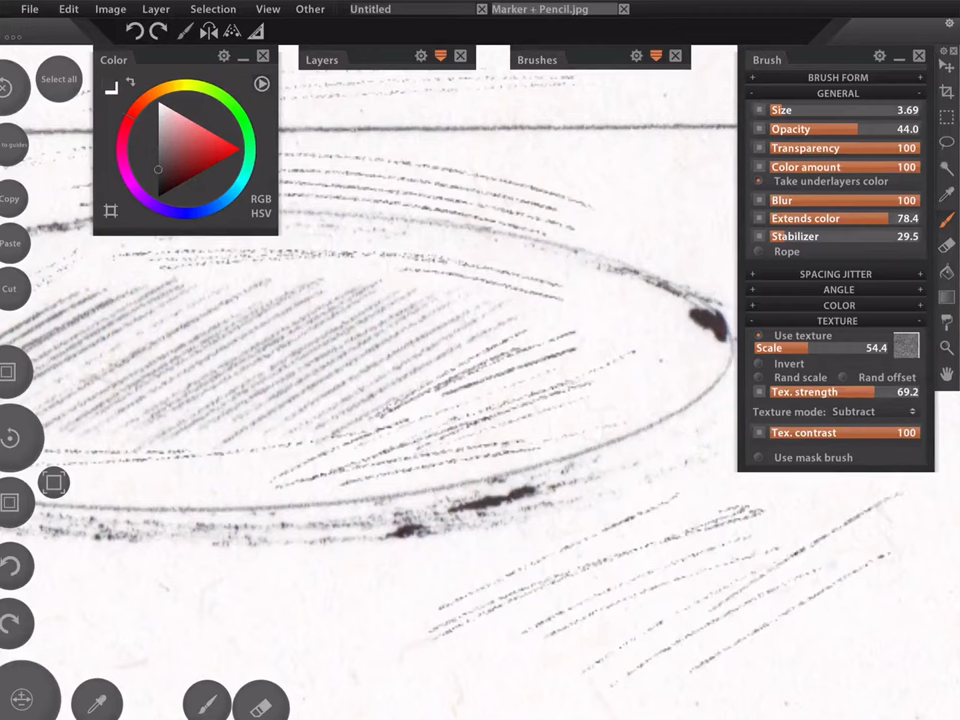 File Edit Image Layer Selection View Other Untitled Marker + Pencil.jpg
Select all
to guides
Copy
Paste
Cut
Color
RGB
HSV
Layers
Brushes
Brush
+ BRUSH FORM +
- GENERAL
Size 3.69
Opacity 44.0
Transparency 100
Color amount 100
Take underlayers color
Blur 100
Extends color 78.4
Stabilizer 29.5
Rope
+ SPACING JITTER +
+ ANGLE +
+ COLOR +
- TEXTURE
Use texture
Scale 54.4
Invert
Rand scale Rand offset
Tex. strength 69.2
Texture mode: Subtract
Tex. contrast 100
Use mask brush